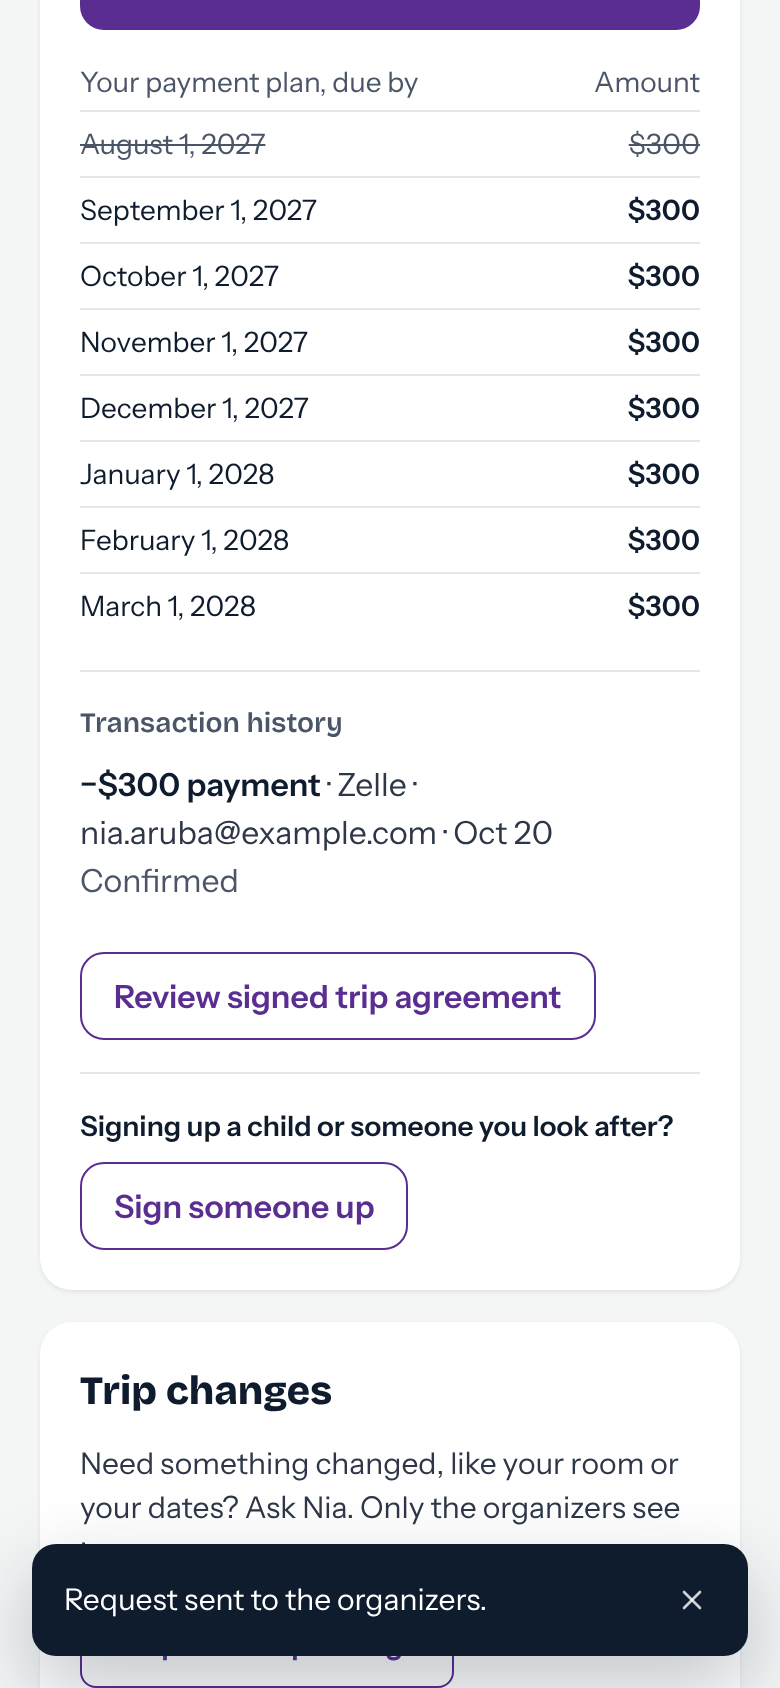 Your payment plan, due by Amount
August 1, 2027 $300
September 1, 2027 $300
October 1, 2027 $300
November 1, 2027 $300
December 1, 2027 $300
January 1, 2028 $300
February 1, 2028 $300
March 1, 2028 $300
Transaction history
−$300 payment · Zelle ·
nia.aruba@example.com · Oct 20
Confirmed
Review signed trip agreement
Signing up a child or someone you look after?
Sign someone up
Trip changes
Need something changed, like your room or
your dates? Ask Nia. Only the organizers see
Request sent to the organizers.